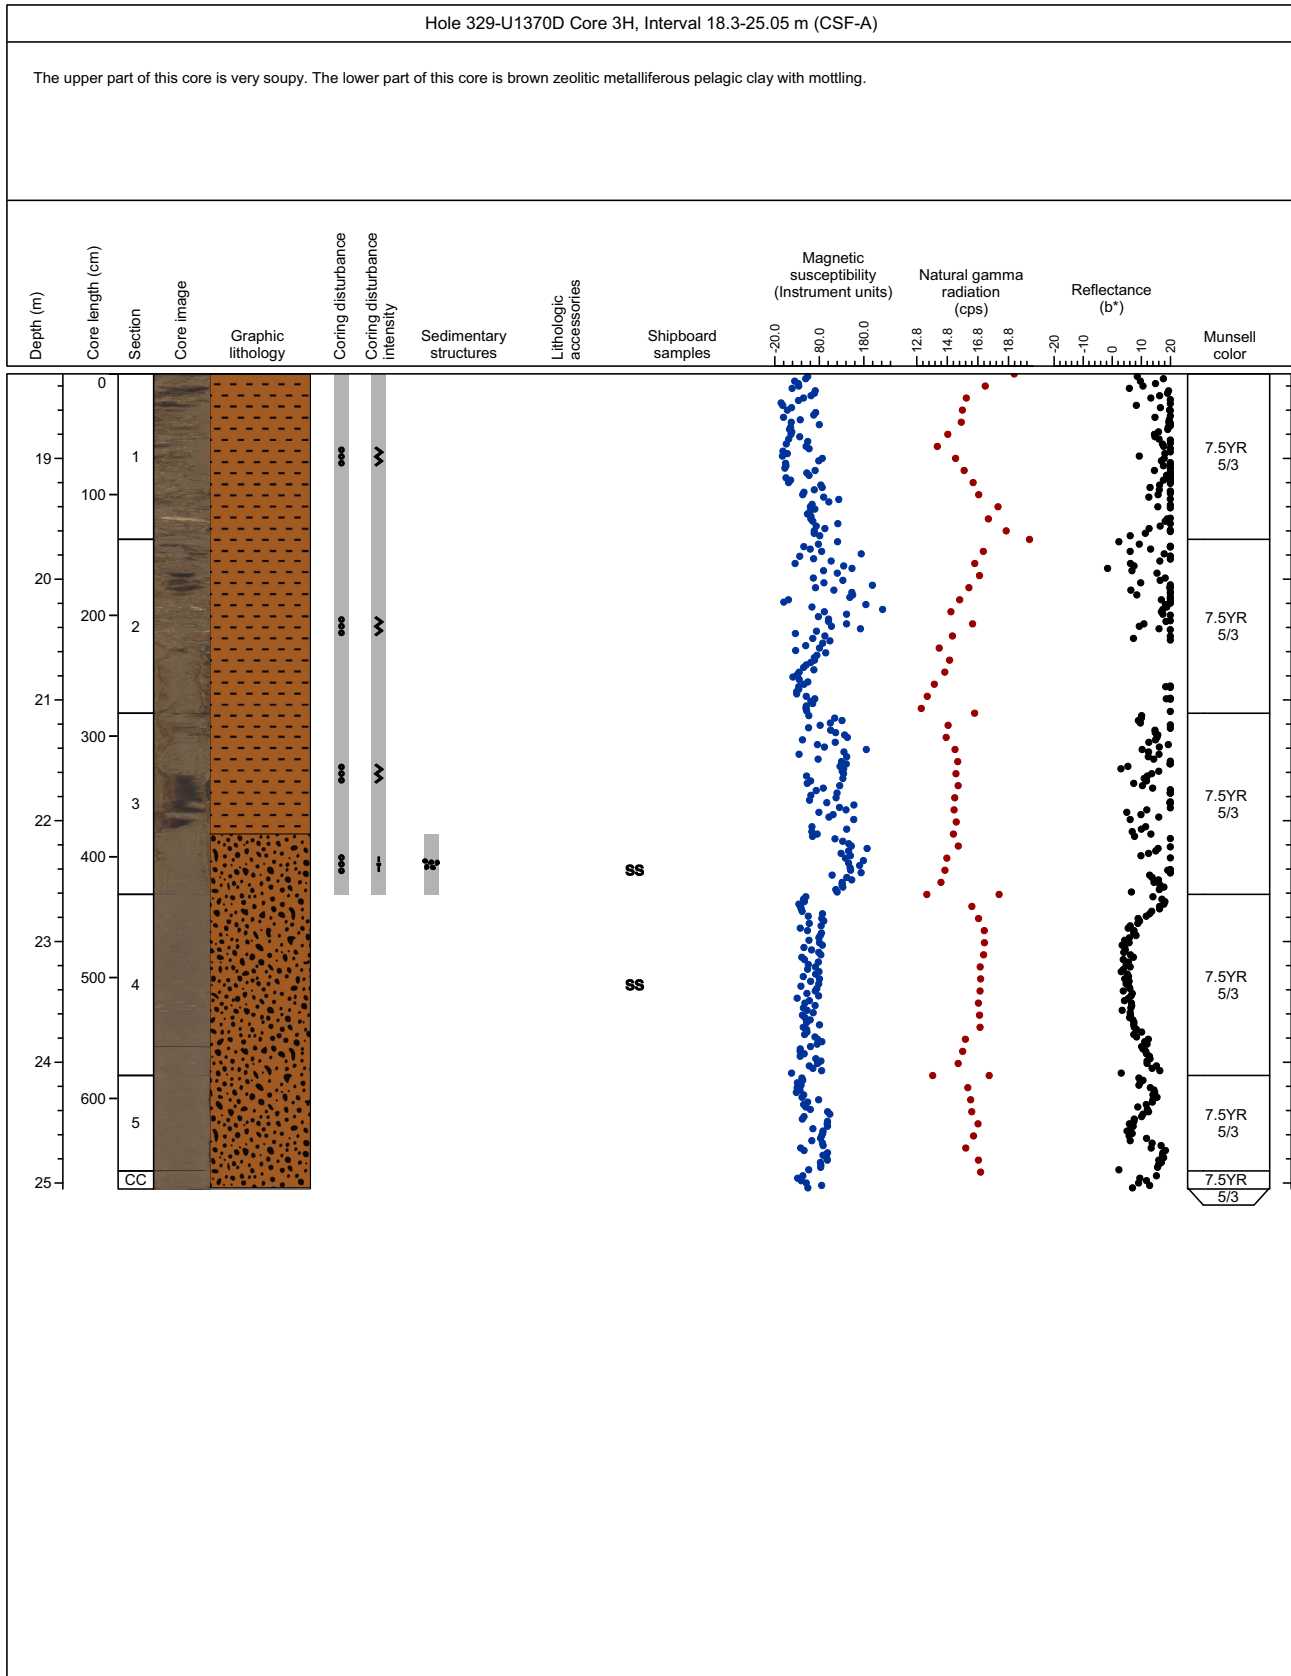 Hole 329-U1370D Core 3H, Interval 18.3-25.05 m (CSF-A)
The upper part of this core is very soupy. The lower part of this core is brown zeolitic metalliferous pelagic clay with mottling.
Depth (m)
Core length (cm)
Section
Core image
Graphic
lithology
Coring disturbance
Coring disturbance
intensity
Sedimentary
structures
Lithologic
accessories
Shipboard
samples
Magnetic
susceptibility
(Instrument units)
-20.0
80.0
180.0
Natural gamma
radiation
(cps)
12.8
14.8
16.8
18.8
Reflectance
(b*)
-20
-10
0
10
20
Munsell
color
0
1
7.5YR
5/3
19
100
20
200
2
7.5YR
5/3
21
300
3
7.5YR
5/3
22
400
SS
23
500
4
SS
7.5YR
5/3
24
600
5
7.5YR
5/3
25
CC
7.5YR
5/3